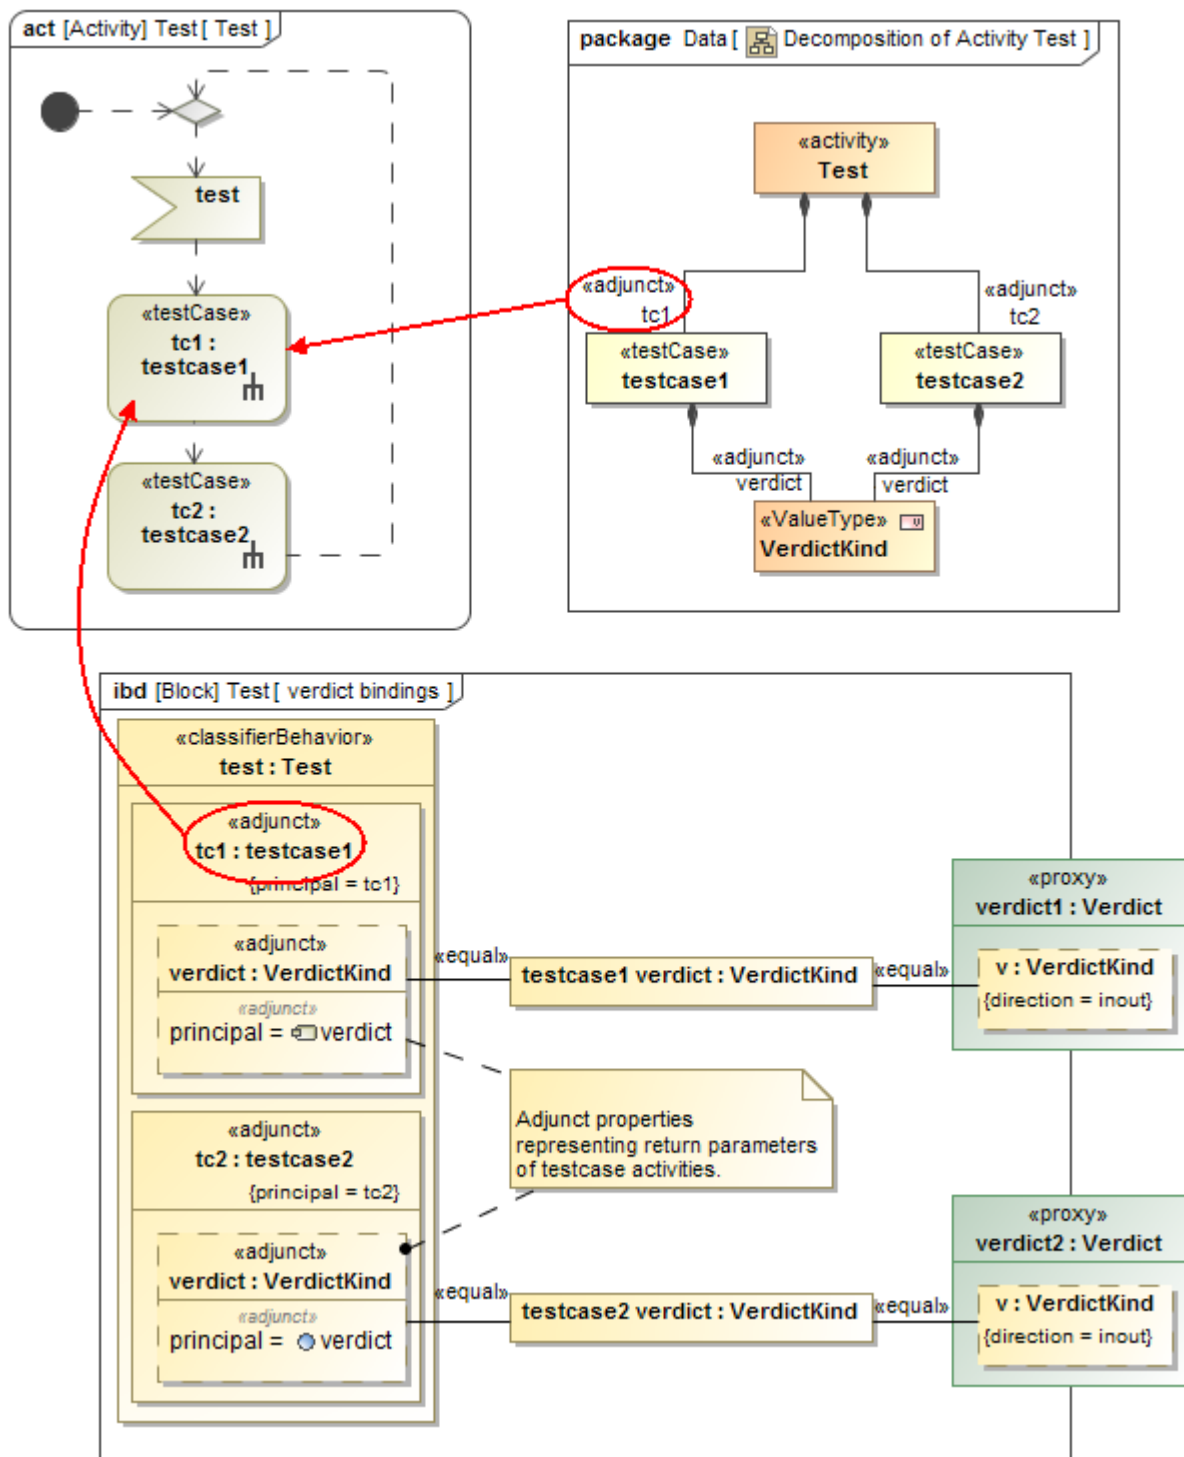 act [Activity] Test [ Test ]
test
«testCase»
tc1 :
testcase1
«testCase»
tc2 :
testcase2
package Data [ Decomposition of Activity Test ]
«activity»
Test
«adjunct»
tc1
«adjunct»
tc2
«testCase»
testcase1
«testCase»
testcase2
«adjunct»
verdict
«adjunct»
verdict
«ValueType»
VerdictKind
ibd [Block] Test [ verdict bindings ]
«classifierBehavior»
test : Test
«adjunct»
tc1 : testcase1
{principal = tc1}
«adjunct»
verdict : VerdictKind
«adjunct»
principal = verdict
«equal»
testcase1 verdict : VerdictKind
«equal»
«proxy»
verdict1 : Verdict
v : VerdictKind
{direction = inout}
Adjunct properties
representing return parameters
of testcase activities.
«adjunct»
tc2 : testcase2
{principal = tc2}
«adjunct»
verdict : VerdictKind
«adjunct»
principal = verdict
«equal»
testcase2 verdict : VerdictKind
«equal»
«proxy»
verdict2 : Verdict
v : VerdictKind
{direction = inout}